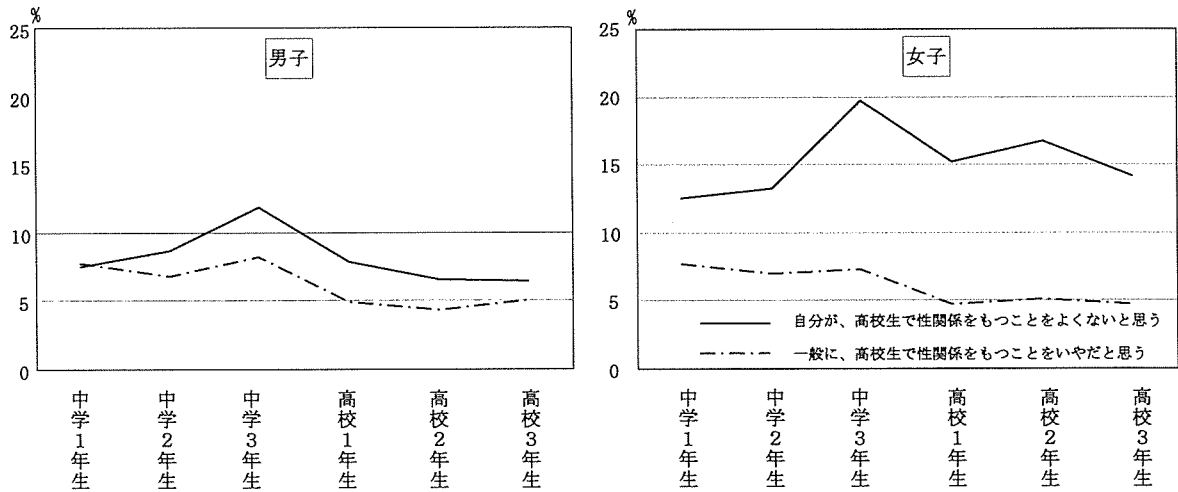 %
男子
25
20
15
10
5
0
中学1年生
中学2年生
中学3年生
高校1年生
高校2年生
高校3年生
%
女子
25
20
15
10
5
0
自分が、高校生で性関係をもつことをよくないと思う
一般に、高校生で性関係をもつことをいやだと思う
中学1年生
中学2年生
中学3年生
高校1年生
高校2年生
高校3年生